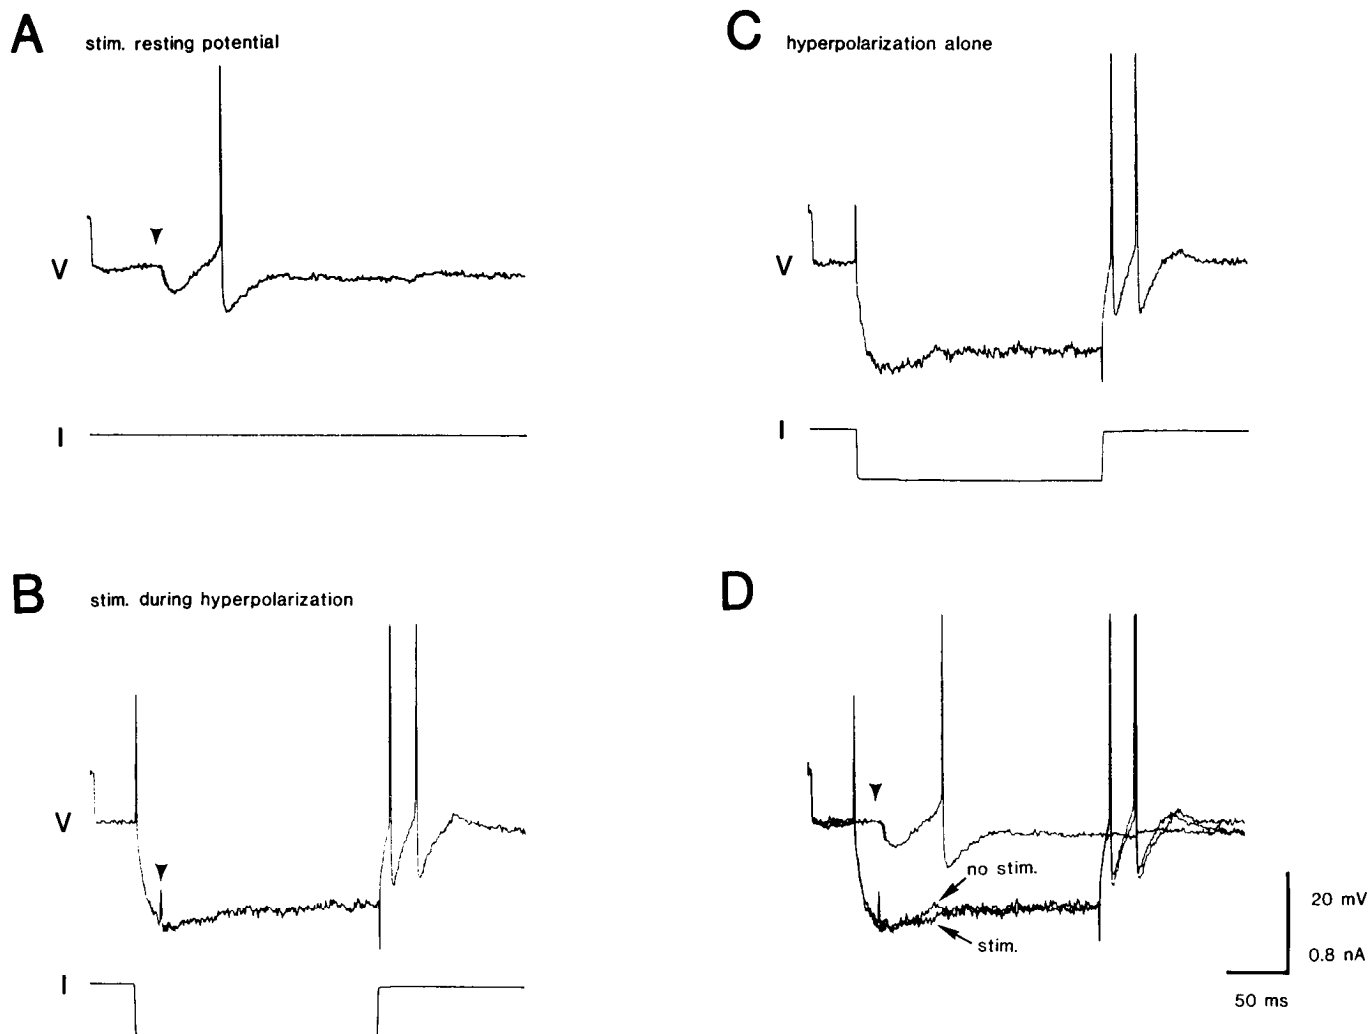 A
stim. resting potential
V
I
B
stim. during hyperpolarization
V
I
C
hyperpolarization alone
V
I
D
no stim.
stim.
20 mV
0.8 nA
50 ms